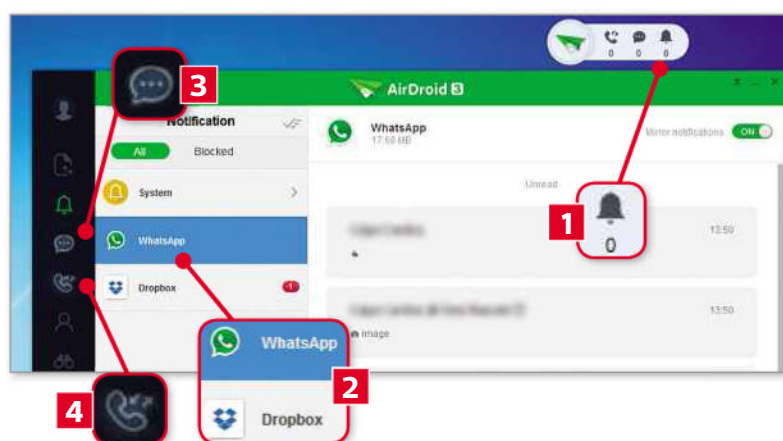 0 0 0
3
AirDroid 3
Notification
WhatsApp
17.68 MB
Mirror notifications ON
All Blocked
Unread
System
1
0
13:50
WhatsApp
Dropbox
13:50
Image
WhatsApp
2
4
Dropbox